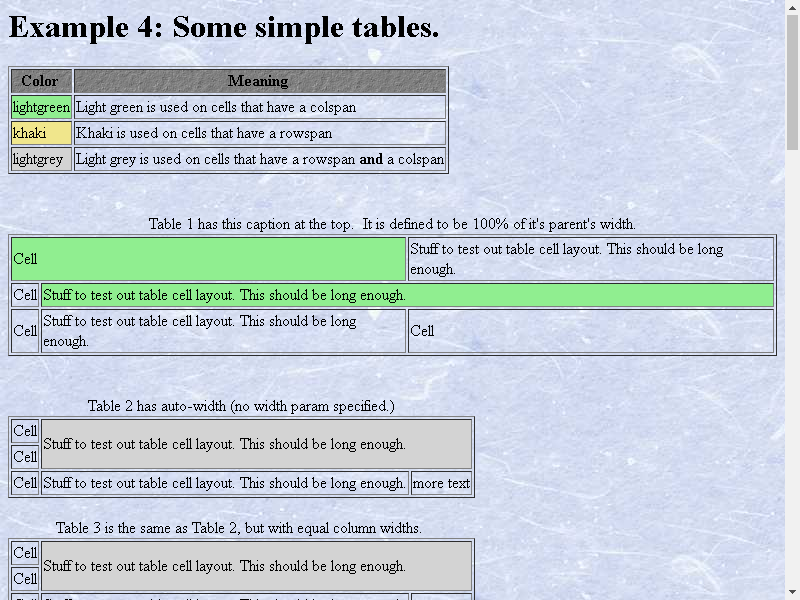 Example 4: Some simple tables.
Color Meaning
lightgreen Light green is used on cells that have a colspan
khaki Khaki is used on cells that have a rowspan
lightgrey Light grey is used on cells that have a rowspan and a colspan
Table 1 has this caption at the top.  It is defined to be 100% of it's parent's width.
Cell Stuff to test out table cell layout. This should be long
enough.
Cell Stuff to test out table cell layout. This should be long enough.
Cell Stuff to test out table cell layout. This should be long
enough. Cell
Table 2 has auto-width (no width param specified.)
Cell Stuff to test out table cell layout. This should be long enough.
Cell
Cell Stuff to test out table cell layout. This should be long enough. more text
Table 3 is the same as Table 2, but with equal column widths.
Cell Stuff to test out table cell layout. This should be long enough.
Cell